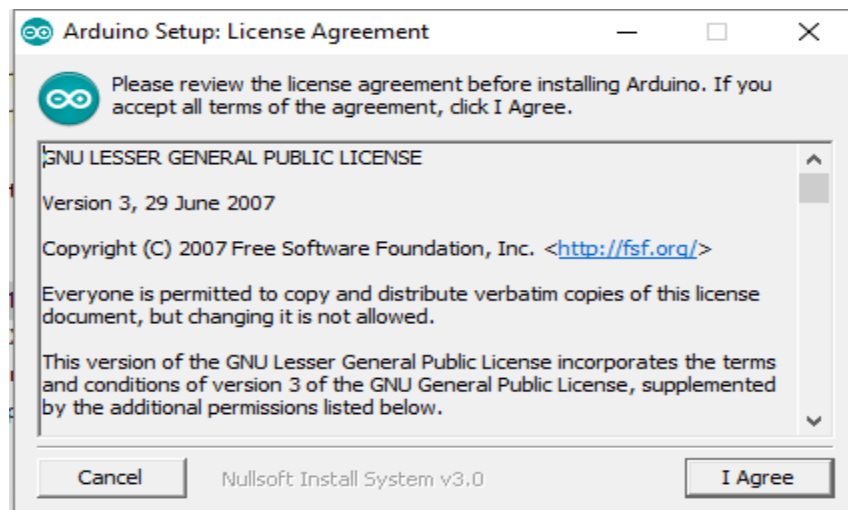 Arduino Setup: License Agreement
Please review the license agreement before installing Arduino. If you
accept all terms of the agreement, click I Agree.
GNU LESSER GENERAL PUBLIC LICENSE
Version 3, 29 June 2007
Copyright (C) 2007 Free Software Foundation, Inc. <http://fsf.org/>
Everyone is permitted to copy and distribute verbatim copies of this license
document, but changing it is not allowed.
This version of the GNU Lesser General Public License incorporates the terms
and conditions of version 3 of the GNU General Public License, supplemented
by the additional permissions listed below.
Cancel
Nullsoft Install System v3.0
I Agree